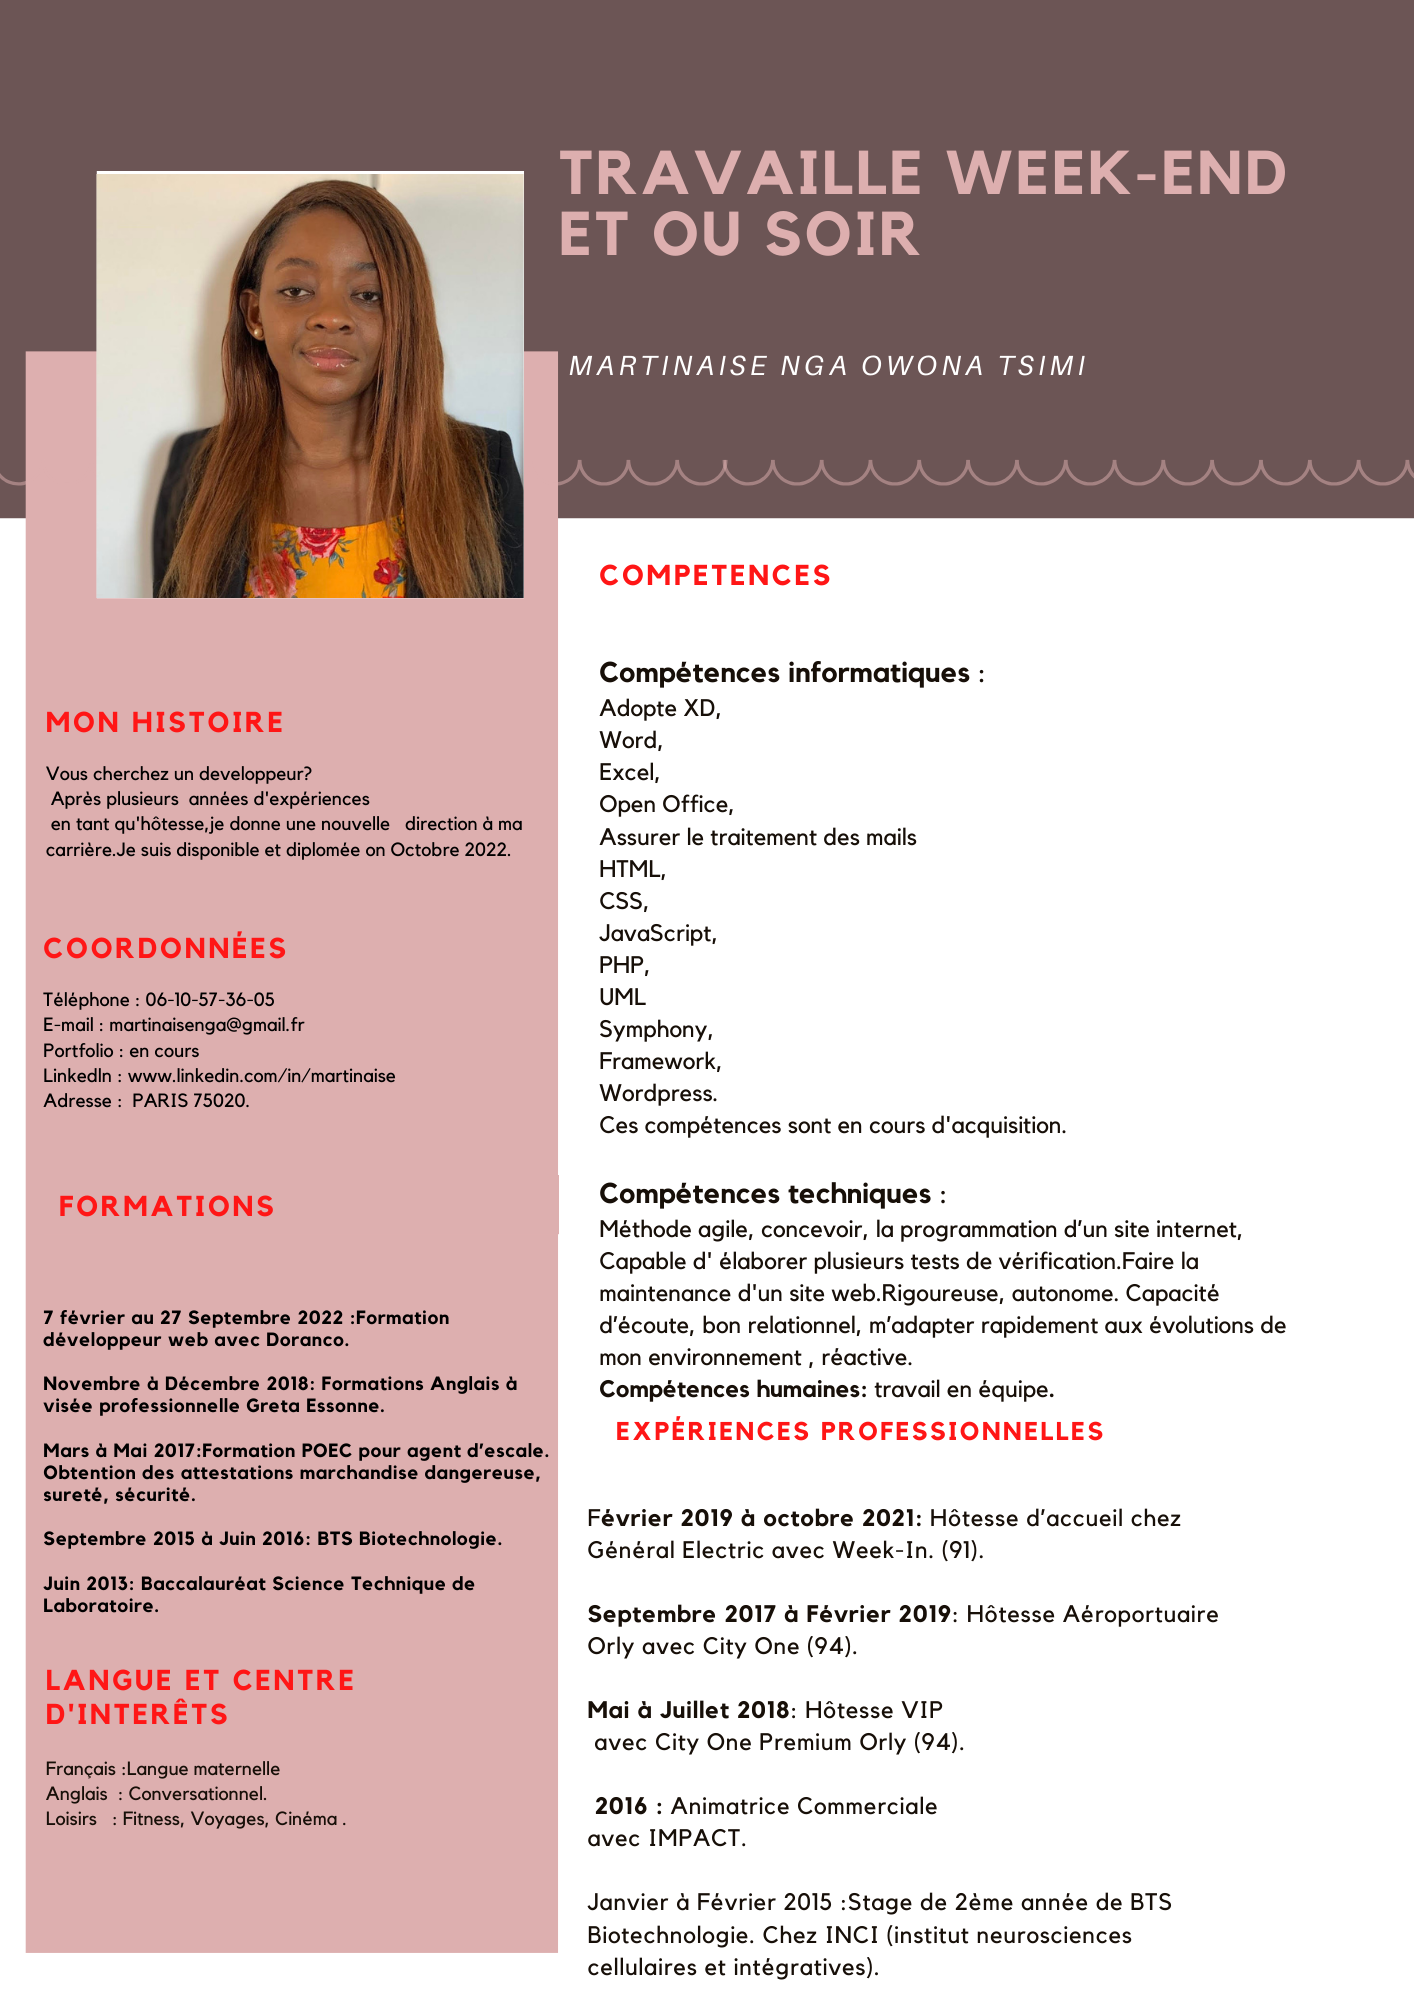 TRAVAILLE WEEK-END
ET OU SOIR
MARTINAISE NGA OWONA TSIMI
MON HISTOIRE
Vous cherchez un developpeur?
Après plusieurs années d'expériences
en tant qu'hôtesse,je donne une nouvelle direction à ma
carrière.Je suis disponible et diplomée on Octobre 2022.
COORDONNÉES
Téléphone : 06-10-57-36-05
E-mail : martinaisenga@gmail.fr
Portfolio : en cours
Linkedln : www.linkedin.com/in/martinaise
Adresse : PARIS 75020.
FORMATIONS
7 février au 27 Septembre 2022 :Formation
développeur web avec Doranco.
Novembre à Décembre 2018: Formations Anglais à
visée professionnelle Greta Essonne.
Mars à Mai 2017:Formation POEC pour agent d’escale.
Obtention des attestations marchandise dangereuse,
sureté, sécurité.
Septembre 2015 à Juin 2016: BTS Biotechnologie.
Juin 2013: Baccalauréat Science Technique de
Laboratoire.
LANGUE ET CENTRE
D'INTERÊTS
Français :Langue maternelle
Anglais : Conversationnel.
Loisirs : Fitness, Voyages, Cinéma .
COMPETENCES
Compétences informatiques :
Adopte XD,
Word,
Excel,
Open Office,
Assurer le traitement des mails
HTML,
CSS,
JavaScript,
PHP,
UML
Symphony,
Framework,
Wordpress.
Ces compétences sont en cours d'acquisition.
Compétences techniques :
Méthode agile, concevoir, la programmation d’un site internet,
Capable d' élaborer plusieurs tests de vérification.Faire la
maintenance d'un site web.Rigoureuse, autonome. Capacité
d’écoute, bon relationnel, m’adapter rapidement aux évolutions de
mon environnement , réactive.
Compétences humaines: travail en équipe.
EXPÉRIENCES PROFESSIONNELLES
Février 2019 à octobre 2021: Hôtesse d’accueil chez
Général Electric avec Week-In. (91).
Septembre 2017 à Février 2019: Hôtesse Aéroportuaire
Orly avec City One (94).
Mai à Juillet 2018: Hôtesse VIP
avec City One Premium Orly (94).
2016 : Animatrice Commerciale
avec IMPACT.
Janvier à Février 2015 :Stage de 2ème année de BTS
Biotechnologie. Chez INCI (institut neurosciences
cellulaires et intégratives).